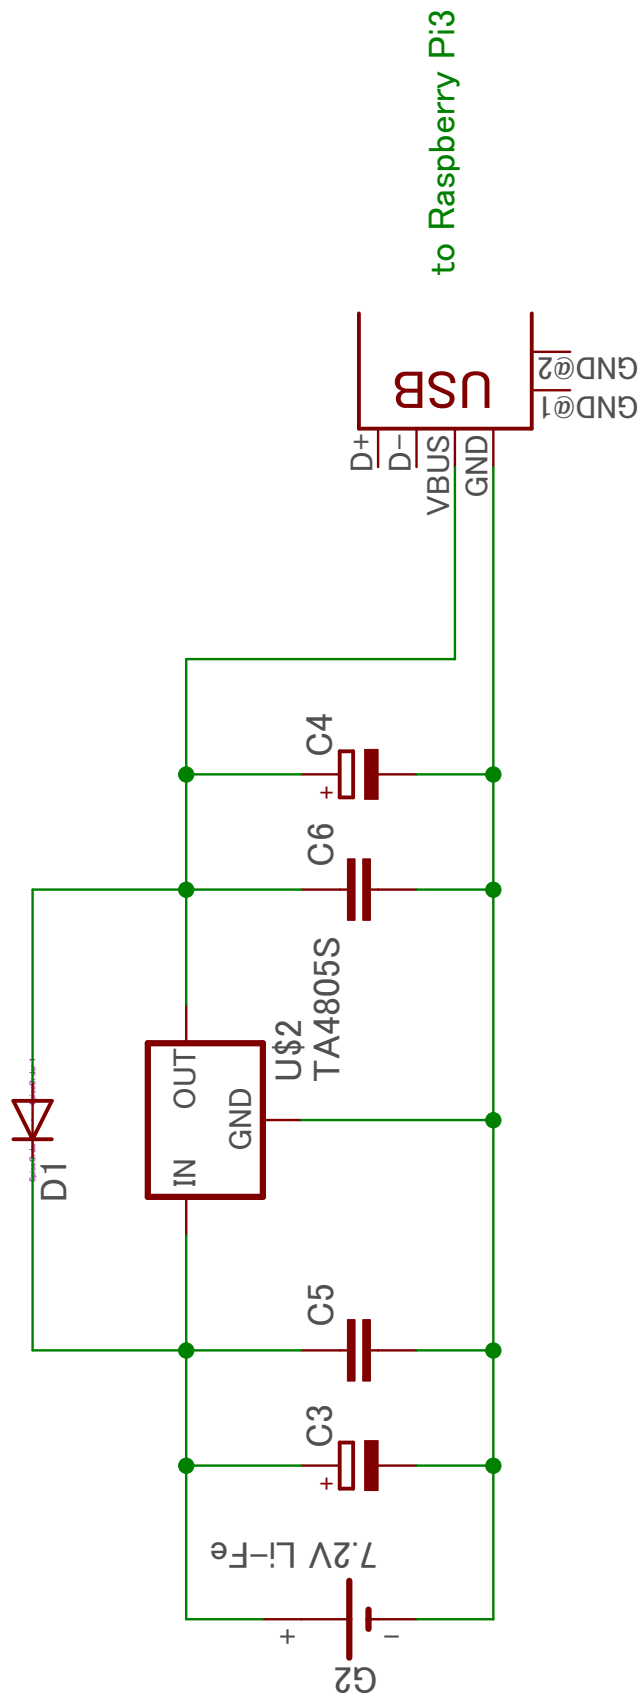 to Raspberry Pi3
USB
D+
D-
VBUS
GND
GND@1
GND@2
C4
+
C6
U$2
TA4805S
OUT
GND
IN
D1
C5
C3
+
7.2V Li-Fe
+
-
G2